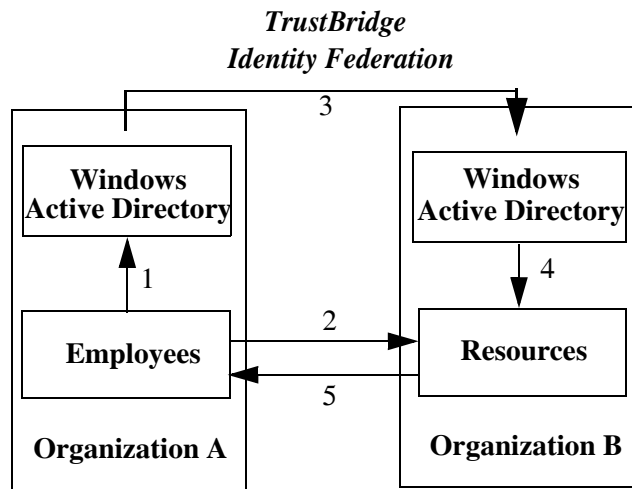 TrustBridge
Identity Federation
3
Windows
Active Directory
Windows
Active Directory
1
4
Employees
2
Resources
5
Organization A
Organization B